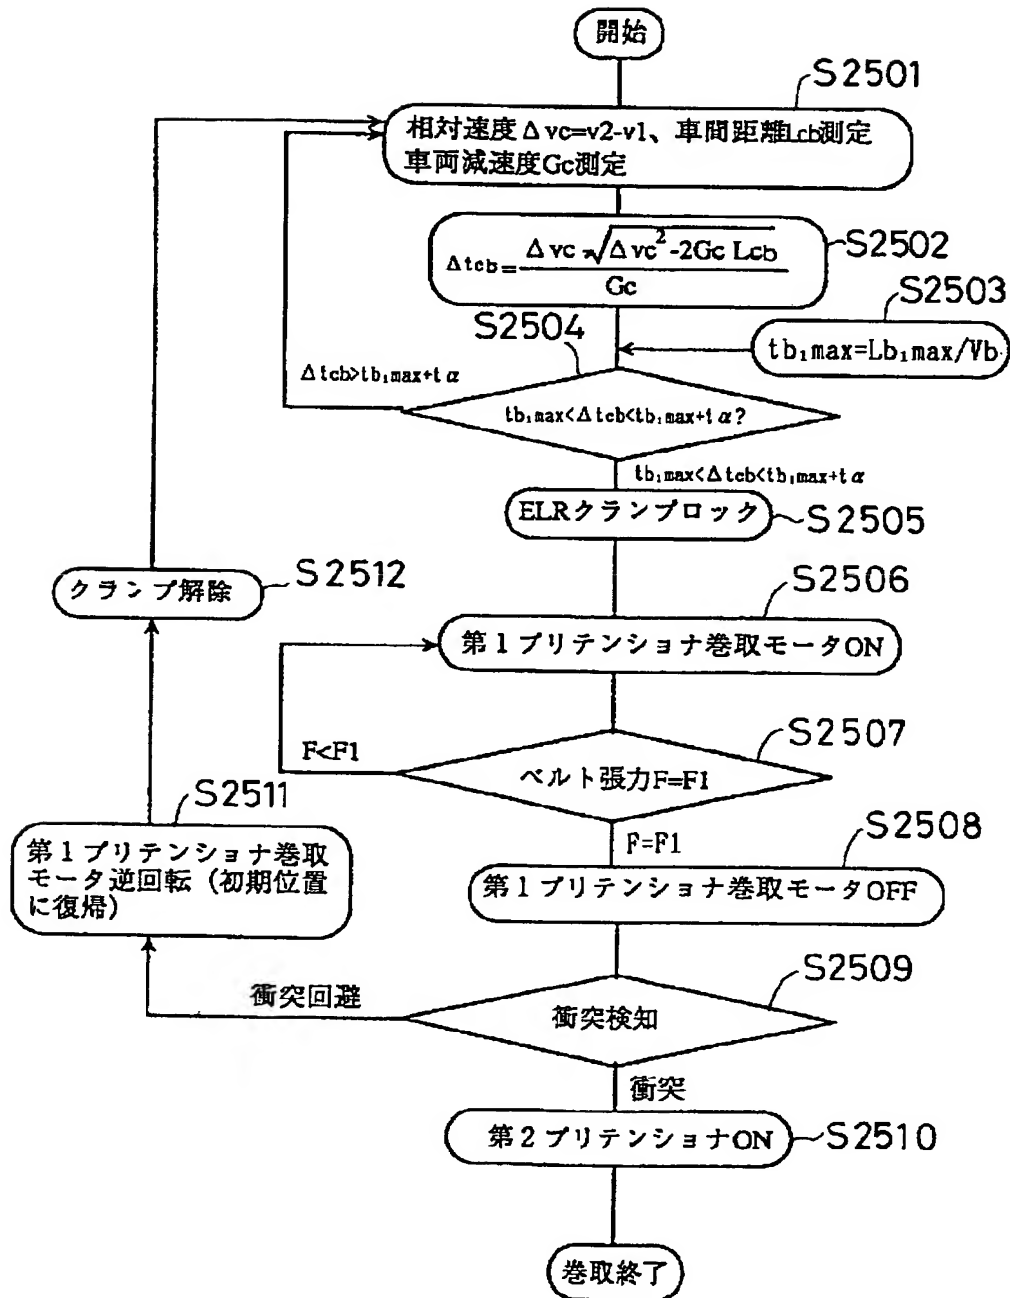 開始
S2501
相対速度Δvc=v2-v1、車間距離Lcb測定
車両減速度Gc測定
S2502
Δtcb=
Δvc-√Δvc²-2Gc Lcb
Gc
S2503
tb₁max=Lb₁max/Vb
S2504
Δtcb>tb₁max+tα
tb₁max<Δtcb<tb₁max+tα?
tb₁max<Δtcb<tb₁max+tα
ELRクランプロック
S2505
S2512
クランプ解除
S2506
第1プリテンショナ巻取モータON
S2507
F<F1
ベルト張力F=F1
S2511
第1プリテンショナ巻取
モータ逆回転（初期位置
に復帰）
F=F1
S2508
第1プリテンショナ巻取モータOFF
S2509
衝突回避
衝突検知
衝突
第2プリテンショナON
S2510
巻取終了